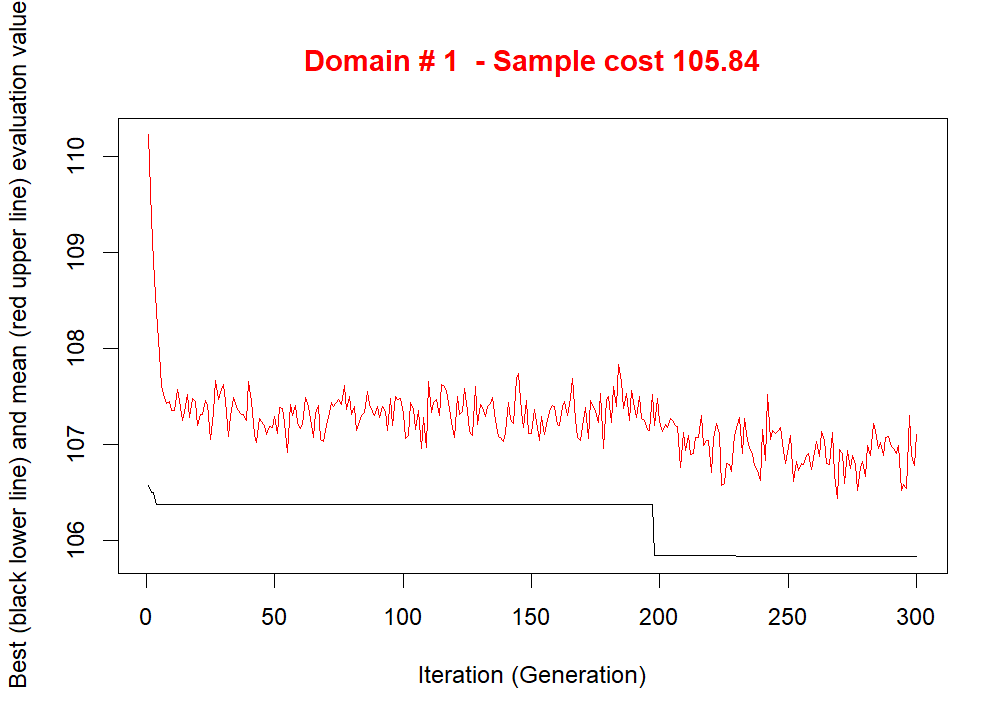 Domain # 1  - Sample cost 105.84
Best (black lower line) and mean (red upper line) evaluation value
110
109
108
107
106
0 50 100 150 200 250 300
Iteration (Generation)